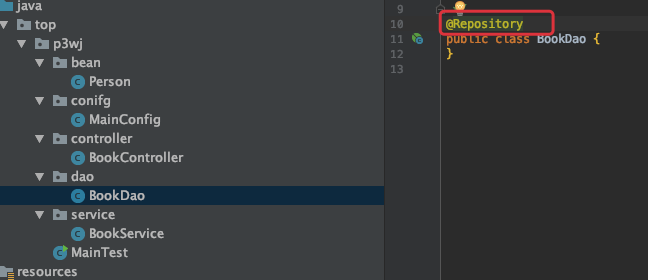 java
top
p3wj
bean
Person
conifg
MainConfig
controller
BookController
dao
BookDao
service
BookService
MainTest
resources
9
10 @Repository
11 public class BookDao {
12 }
13